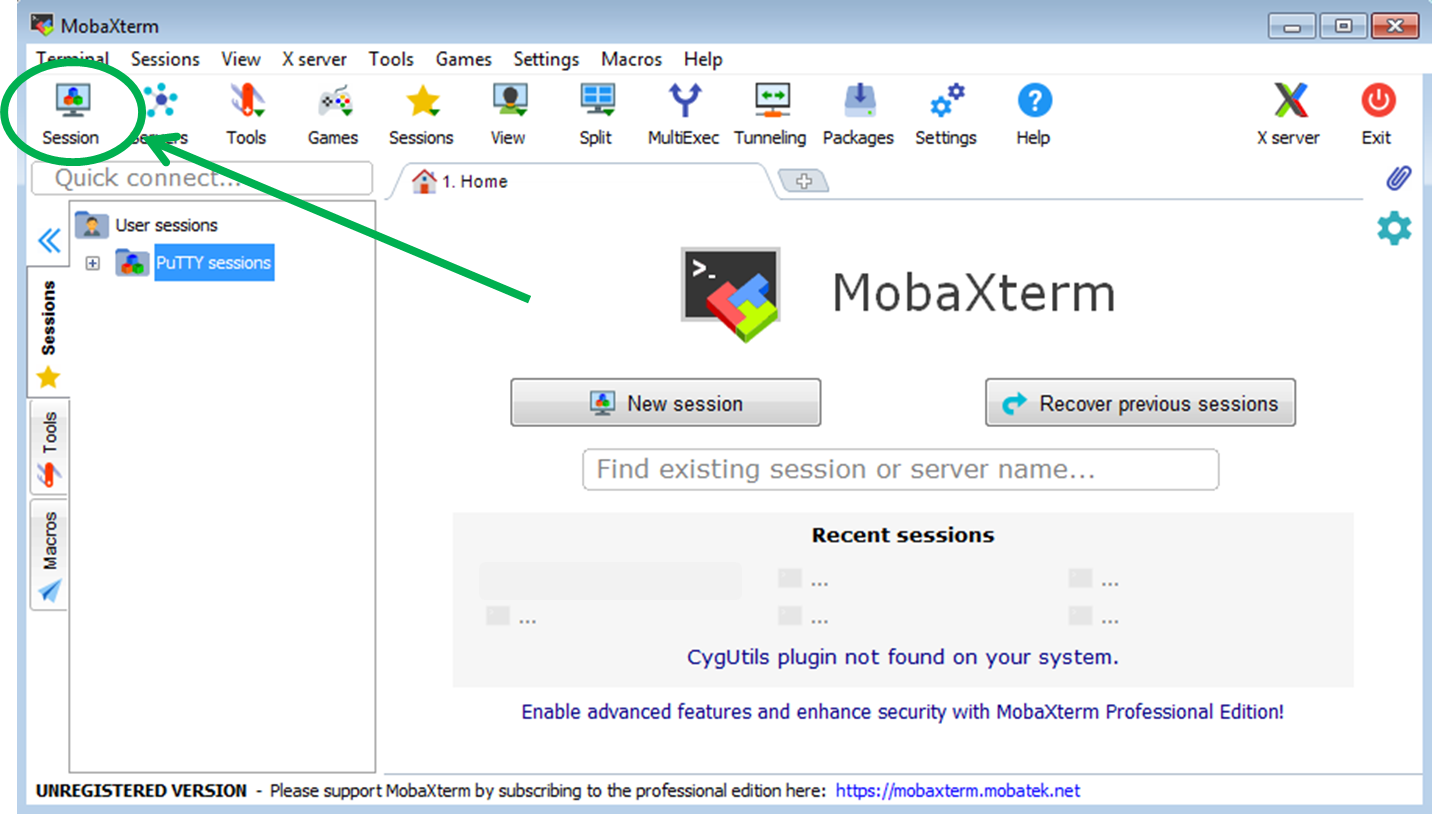 MobaXterm
Terminal Sessions View X server Tools Games Settings Macros Help
Session Servers Tools Games Sessions View Split MultiExec Tunneling Packages Settings Help X server Exit
Quick connect...
1. Home
User sessions
PuTTY sessions
Sessions
Tools
Macros
>_
MobaXterm
New session
Recover previous sessions
Find existing session or server name...
Recent sessions
... ...
... ... ...
CygUtils plugin not found on your system.
Enable advanced features and enhance security with MobaXterm Professional Edition!
UNREGISTERED VERSION - Please support MobaXterm by subscribing to the professional edition here: https://mobaxterm.mobatek.net